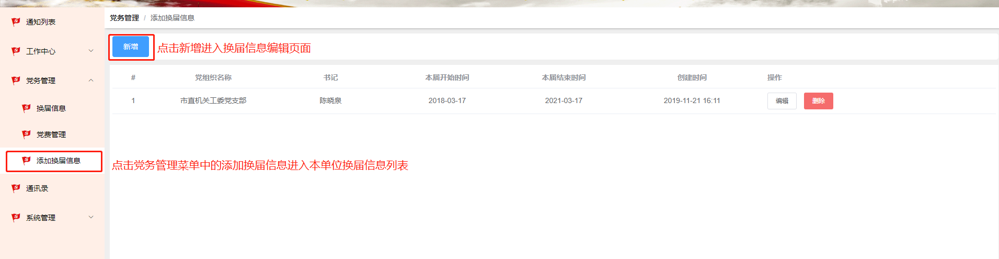 通知列表
工作中心
党务管理
换届信息
党费管理
添加换届信息
通讯录
系统管理
党务管理 / 添加换届信息
新增 点击新增进入换届信息编辑页面
# 党组织名称 书记 本届开始时间 本届结束时间 创建时间 操作
1 市直机关工委党支部 陈晓泉 2018-03-17 2021-03-17 2019-11-21 16:11 编辑 删除
点击党务管理菜单中的添加换届信息进入本单位换届信息列表